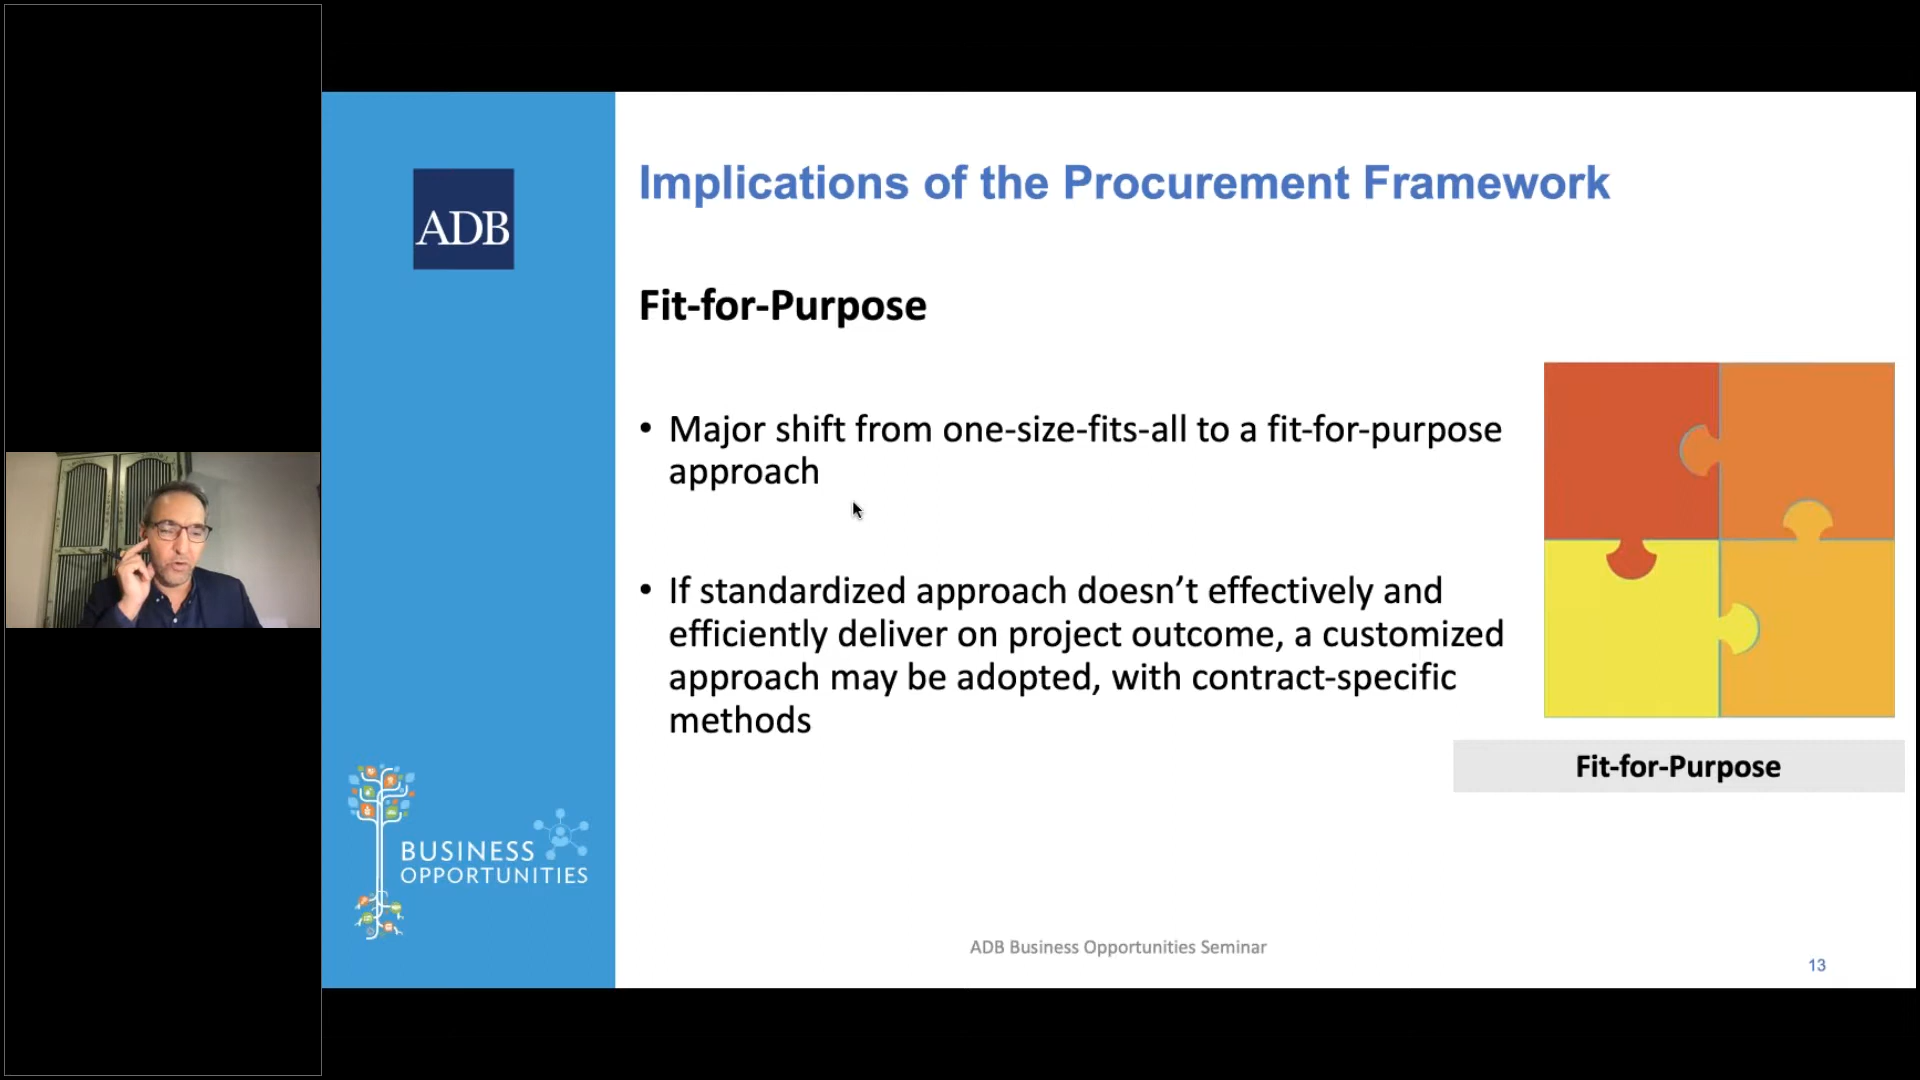 ADB
Implications of the Procurement Framework
Fit-for-Purpose
• Major shift from one-size-fits-all to a fit-for-purpose
approach
• If standardized approach doesn’t effectively and
efficiently deliver on project outcome, a customized
approach may be adopted, with contract-specific
methods
Fit-for-Purpose
BUSINESS
OPPORTUNITIES
ADB Business Opportunities Seminar
13